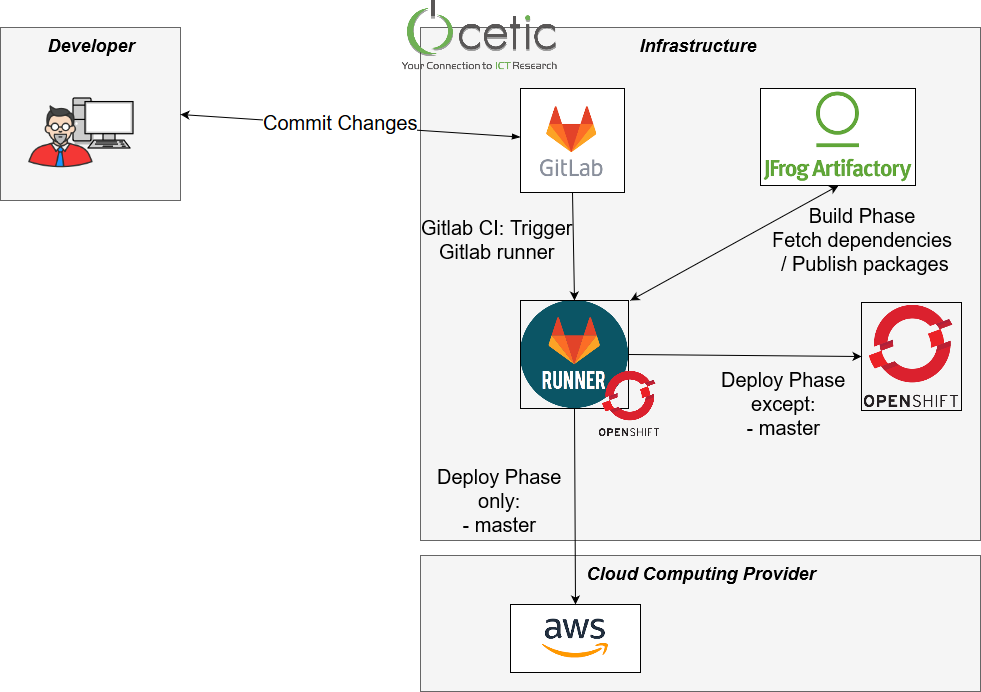 Developer
cetic
Your Connection to ICT Research
Infrastructure
Commit Changes
GitLab
JFrog Artifactory
Gitlab CI: Trigger
Gitlab runner
Build Phase
Fetch dependencies
/ Publish packages
RUNNER
OPENSHIFT
Deploy Phase
except:
- master
OPENSHIFT
Deploy Phase
only:
- master
Cloud Computing Provider
aws